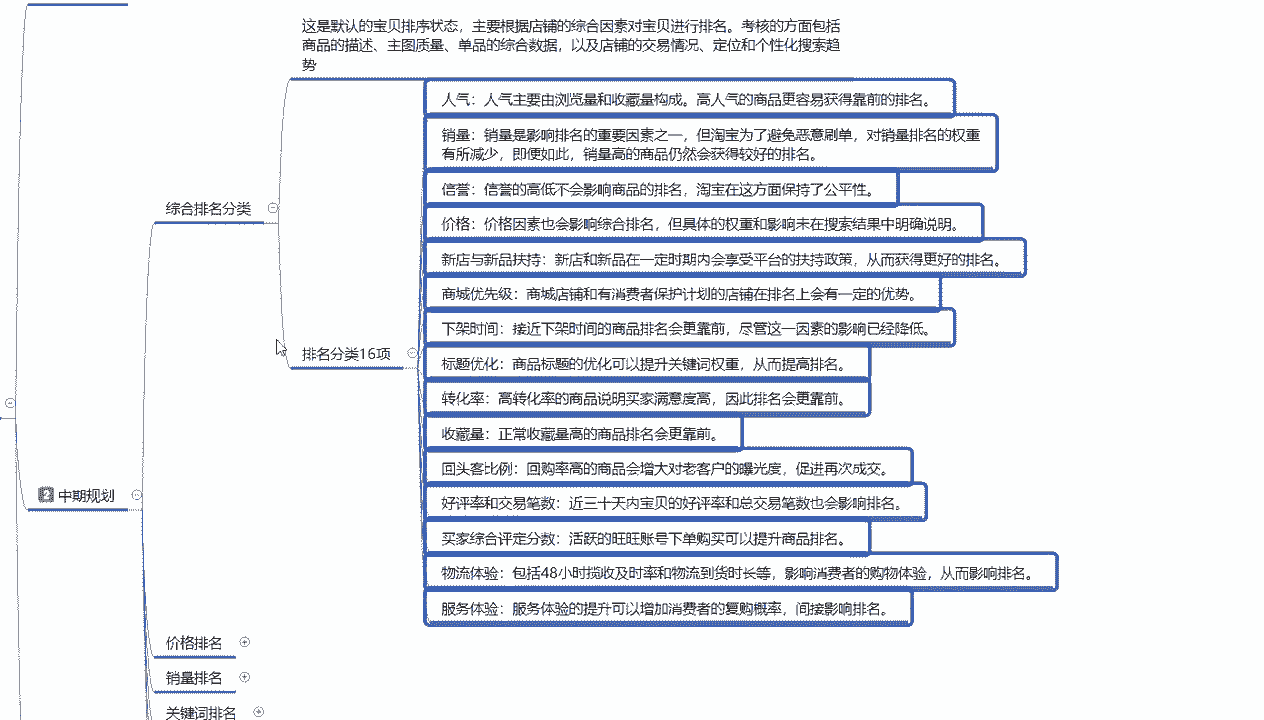 这是默认的宝贝排序状态，主要根据店铺的综合因素对宝贝进行排名。考核的方面包括
商品的描述、主图质量、单品的综合数据，以及店铺的交易情况、定位和个性化搜索趋
势
人气：人气主要由浏览量和收藏量构成。高人气的商品更容易获得靠前的排名。
销量：销量是影响排名的重要因素之一，但淘宝为了避免恶意刷单，对销量排名的权重
有所减少，即便如此，销量高的商品仍然会获得较好的排名。
信誉：信誉的高低不会影响商品的排名，淘宝在这方面保持了公平性。
综合排名分类
价格：价格因素也会影响综合排名，但具体的权重和影响未在搜索结果中明确说明。
新店与新品扶持：新店和新品在一定时期内会享受平台的扶持政策，从而获得更好的排名。
商城优先级：商城店铺和有消费者保护计划的店铺在排名上会有一定的优势。
下架时间：接近下架时间的商品排名会更靠前，尽管这一因素的影响已经降低。
排名分类16项
标题优化：商品标题的优化可以提升关键词权重，从而提高排名。
转化率：高转化率的商品说明买家满意度高，因此排名会更靠前。
收藏量：正常收藏量高的商品排名会更靠前。
回头客比例：回购率高的商品会增大对老客户的曝光度，促进再次成交。
2 中期规划
好评率和交易笔数：近三十天内宝贝的好评率和总交易笔数也会影响排名。
买家综合评定分数：活跃的旺旺账号下单购买可以提升商品排名。
物流体验：包括48小时揽收及时率和物流到货时长等，影响消费者的购物体验，从而影响排名。
服务体验：服务体验的提升可以增加消费者的复购概率，间接影响排名。
价格排名
销量排名
关键词排名